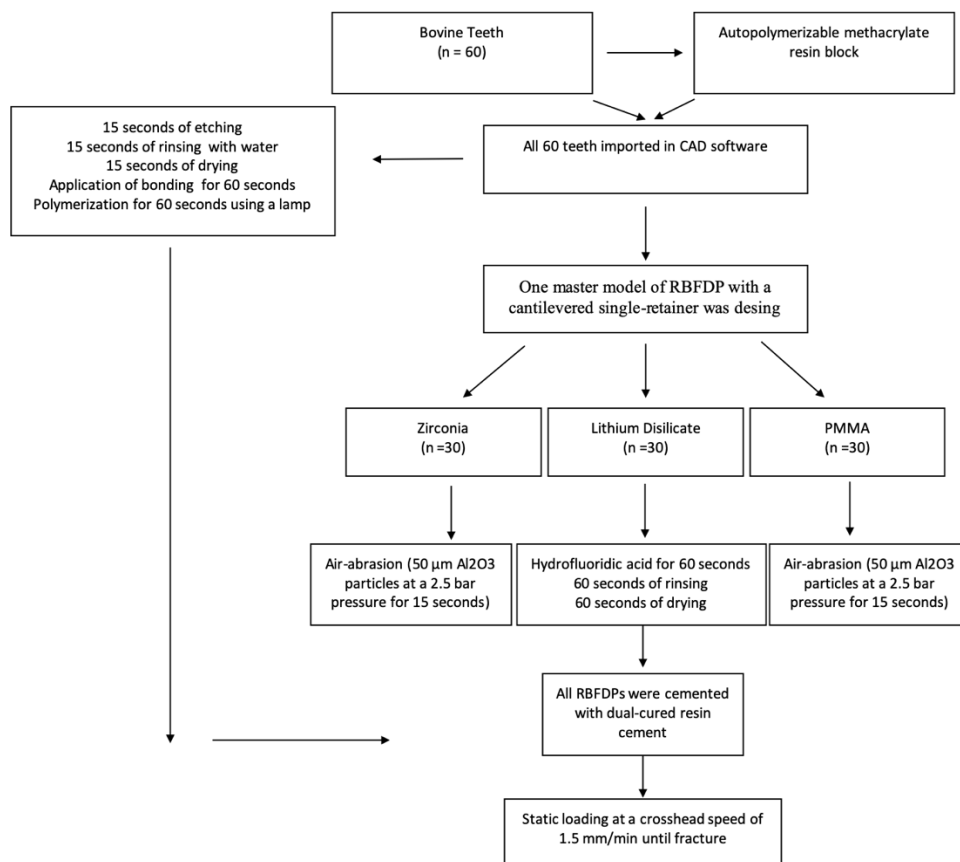 Bovine Teeth
(n = 60)
Autopolymerizable methacrylate
resin block
15 seconds of etching
15 seconds of rinsing with water
15 seconds of drying
Application of bonding for 60 seconds
Polymerization for 60 seconds using a lamp
All 60 teeth imported in CAD software
One master model of RBFDP with a
cantilevered single-retainer was desing
Zirconia
(n =30)
Lithium Disilicate
(n =30)
PMMA
(n =30)
Air-abrasion (50 μm Al2O3
particles at a 2.5 bar
pressure for 15 seconds)
Hydrofluoridic acid for 60 seconds
60 seconds of rinsing
60 seconds of drying
Air-abrasion (50 μm Al2O3
particles at a 2.5 bar
pressure for 15 seconds)
All RBFDPs were cemented
with dual-cured resin
cement
Static loading at a crosshead speed of
1.5 mm/min until fracture